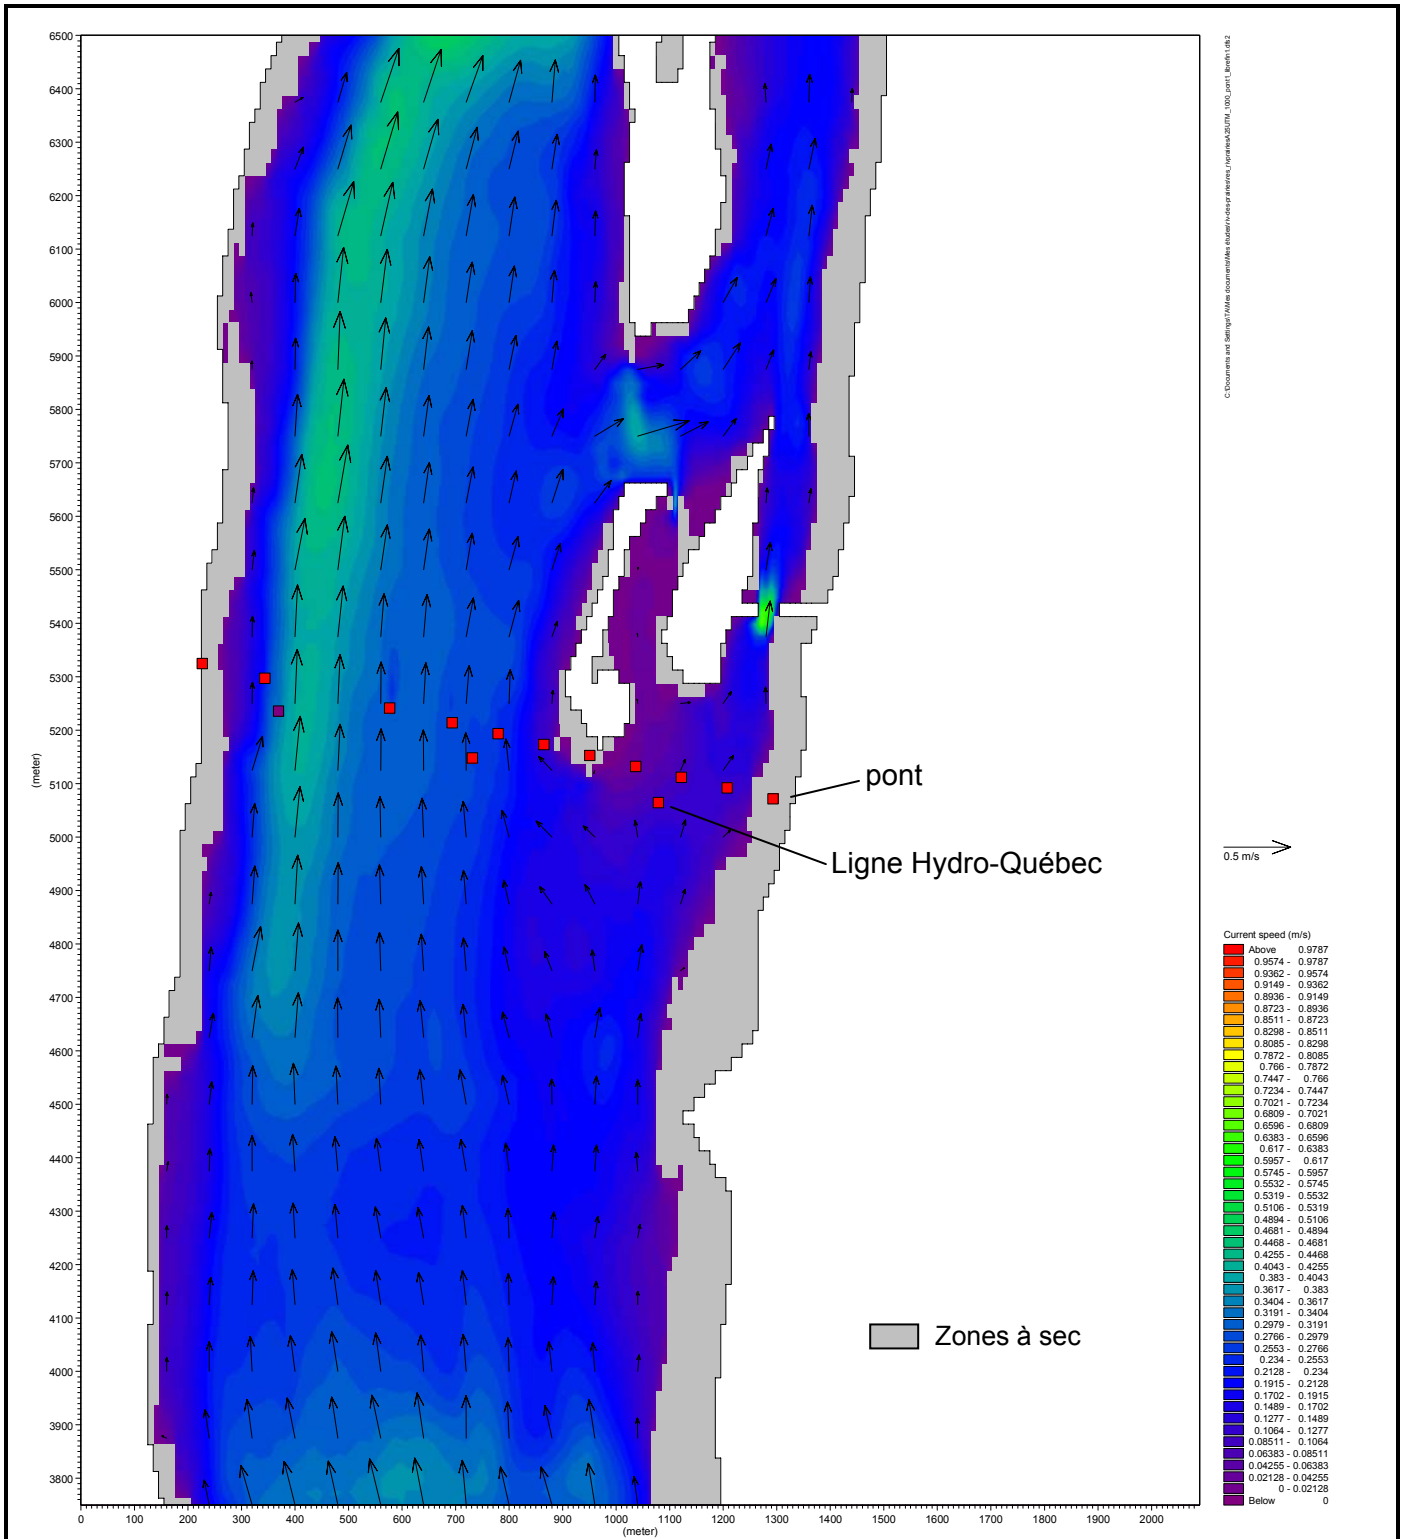 6500
6400
6300
6200
6100
6000
5900
5800
5700
5600
5500
5400
5300
5200
5100
5000
4900
4800
4700
4600
4500
4400
4300
4200
4100
4000
3900
3800
(meter)
0 100 200 300 400 500 600 700 800 900 1000 1100 1200 1300 1400 1500 1600 1700 1800 1900 2000
(meter)
pont
Ligne Hydro-Québec
Zones à sec
0.5 m/s
Current speed (m/s)
Above 0.9787
0.9574 - 0.9787
0.9362 - 0.9574
0.9149 - 0.9362
0.8936 - 0.9149
0.8723 - 0.8936
0.8511 - 0.8723
0.8298 - 0.8511
0.8085 - 0.8298
0.7872 - 0.8085
0.766 - 0.7872
0.7447 - 0.766
0.7234 - 0.7447
0.7021 - 0.7234
0.6809 - 0.7021
0.6596 - 0.6809
0.6383 - 0.6596
0.617 - 0.6383
0.5957 - 0.617
0.5745 - 0.5957
0.5532 - 0.5745
0.5319 - 0.5532
0.5106 - 0.5319
0.4894 - 0.5106
0.4681 - 0.4894
0.4468 - 0.4681
0.4255 - 0.4468
0.4043 - 0.4255
0.383 - 0.4043
0.3617 - 0.383
0.3404 - 0.3617
0.3191 - 0.3404
0.2979 - 0.3191
0.2766 - 0.2979
0.2553 - 0.2766
0.234 - 0.2553
0.2128 - 0.234
0.1915 - 0.2128
0.1702 - 0.1915
0.1489 - 0.1702
0.1277 - 0.1489
0.1064 - 0.1277
0.08511 - 0.1064
0.06383 - 0.08511
0.04255 - 0.06383
0.02128 - 0.04255
0 - 0.02128
Below 0